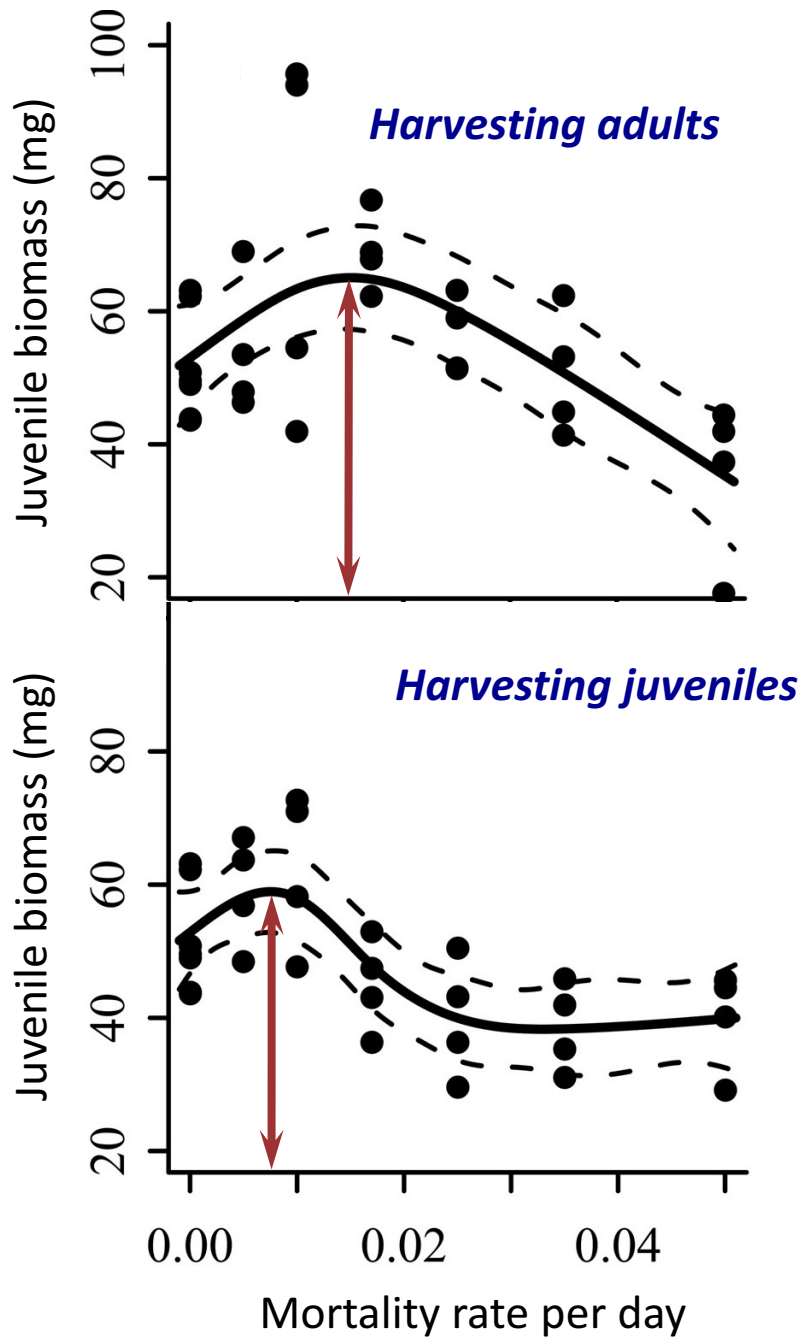 Harvesting adults
Juvenile biomass (mg)
100
80
60
40
20
Harvesting juveniles
Juvenile biomass (mg)
80
60
40
20
0.00 0.02 0.04
Mortality rate per day